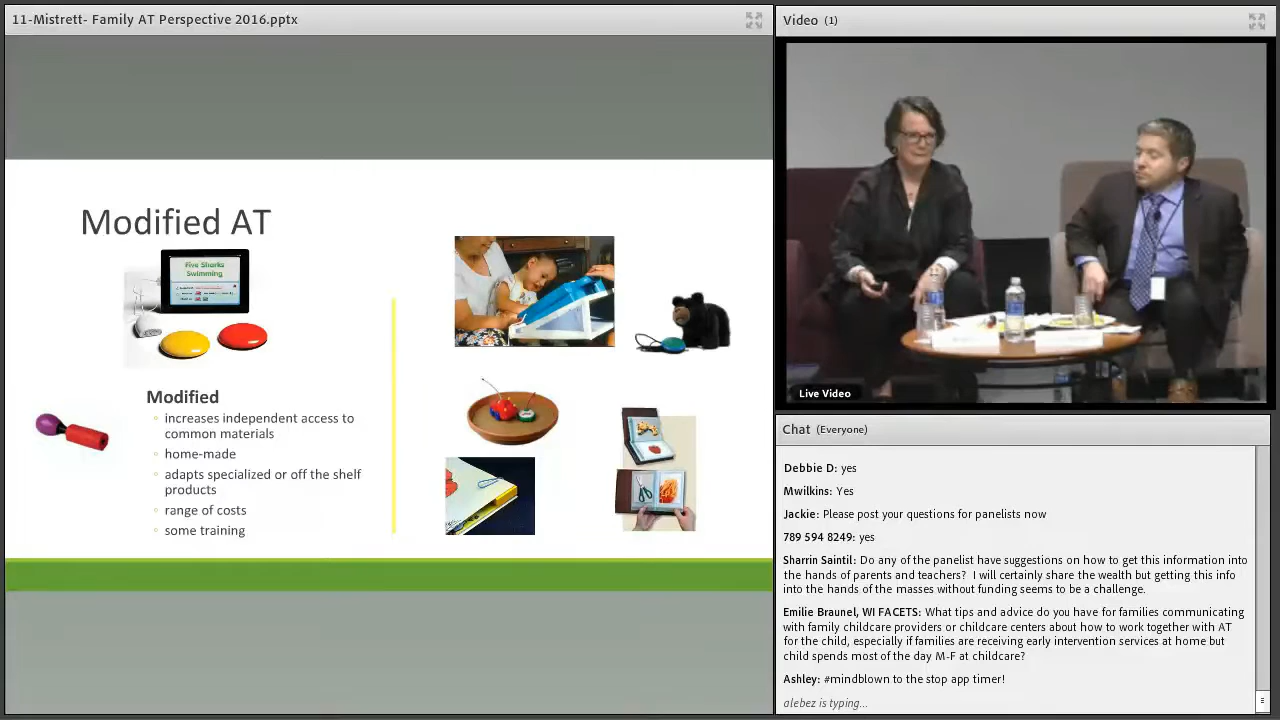 11-Mistrett- Family AT Perspective 2016.pptx
Modified AT
Five Sharks
Swimming
Modified
increases independent access to
common materials
home-made
adapts specialized or off the shelf
products
range of costs
some training
Video (1)
Live Video
Chat (Everyone)
Debbie D: yes
Mwilkins: Yes
Jackie: Please post your questions for panelists now
789 594 8249: yes
Sharrin Saintil: Do any of the panelist have suggestions on how to get this information into
the hands of parents and teachers?  I will certainly share the wealth but getting this info
into the hands of the masses without funding seems to be a challenge.
Emilie Braunel, WI FACETS: What tips and advice do you have for families communicating
with family childcare providers or childcare centers about how to work together with AT
for the child, especially if families are receiving early intervention services at home but
child spends most of the day M-F at childcare?
Ashley: #mindblown to the stop app timer!
alebez is typing...